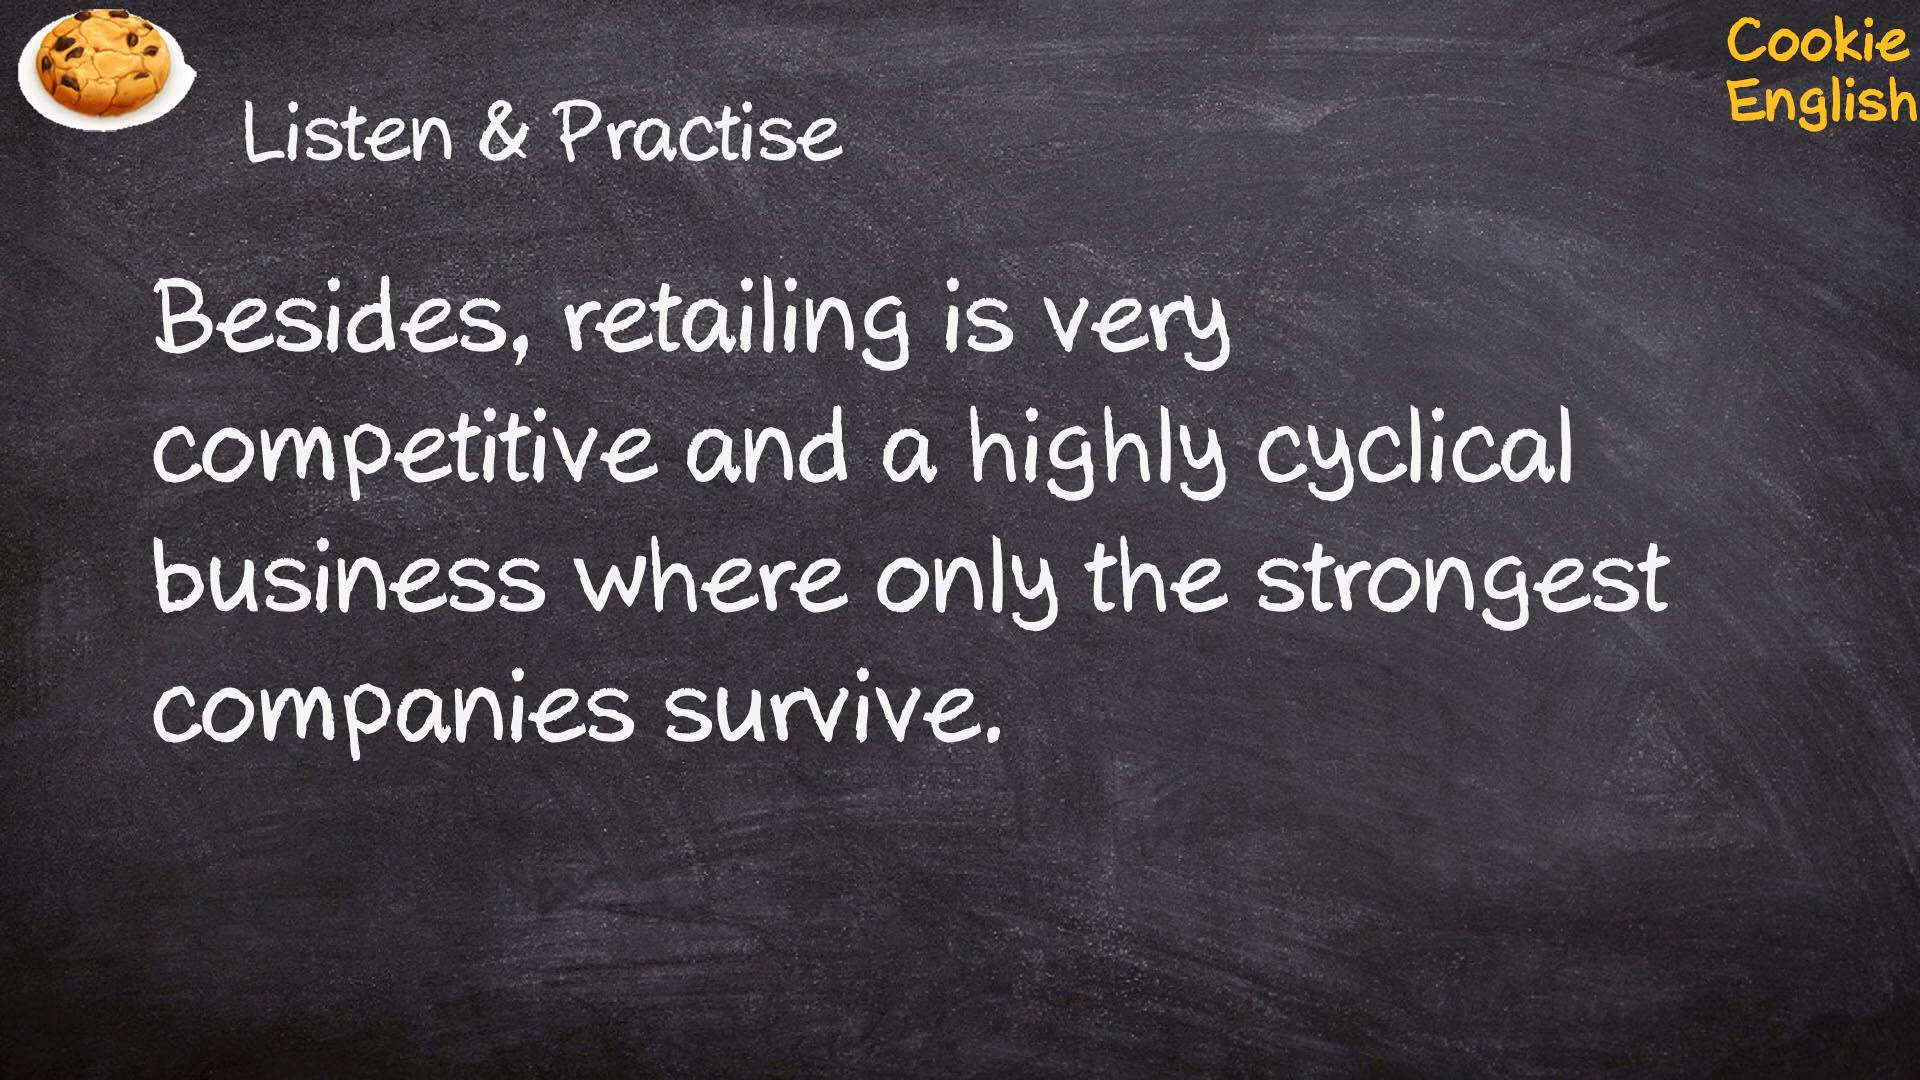 Cookie
English
Listen & Practise
Besides, retailing is very
competitive and a highly cyclical
business where only the strongest
companies survive.